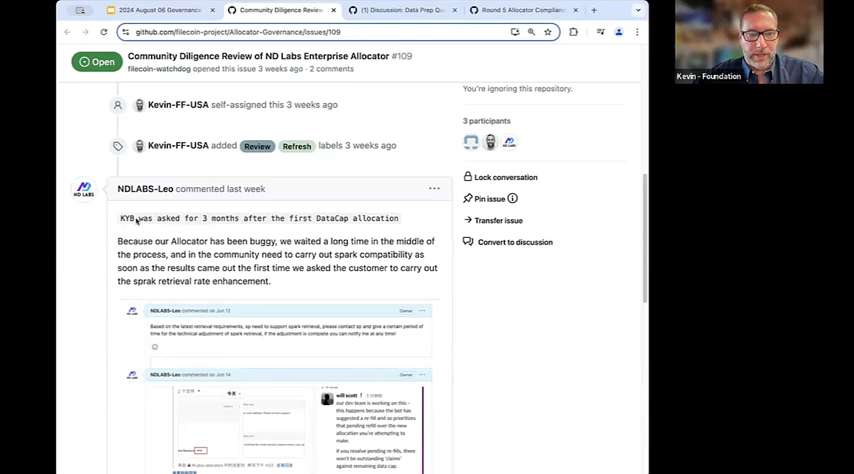 2024 August 06 Governance
Community Diligence Review
(1) Discussion: Data Prep Qu
Round 5 Allocator Complian
github.com/filecoin-project/Allocator-Governance/issues/109
Open
Community Diligence Review of ND Labs Enterprise Allocator #109
filecoin-watchdog opened this issue 3 weeks ago · 2 comments
You're ignoring this repository.
Kevin-FF-USA self-assigned this 3 weeks ago
3 participants
Kevin-FF-USA added Review Refresh labels 3 weeks ago
Lock conversation
Pin issue
Transfer issue
Convert to discussion
ND LABS
NDLABS-Leo commented last week
KYB was asked for 3 months after the first DataCap allocation
Because our Allocator has been buggy, we waited a long time in the middle of
the process, and in the community need to carry out spark compatibility as
soon as the results came out the first time we asked the customer to carry out
the sprak retrieval rate enhancement.
NDLABS-Leo commented on Jun 12
Owner
Based on the latest retrieval requirements, sp need to support spark retrieval, please contact sp and give a certain period of
time for the technical adjustment of spark retrieval, if the adjustment is complete you can notify me at any time!
NDLABS-Leo commented on Jun 14
Owner
will scott
our dev team is working on this -
this happens because the bot has
suggested a re-fill and so prioritizes
that pending refill over the new
allocation you're attempting to
make.
If you resolve pending re-fills, there
won't be outstanding 'claims'
against remaining data cap.
Kevin - Foundation